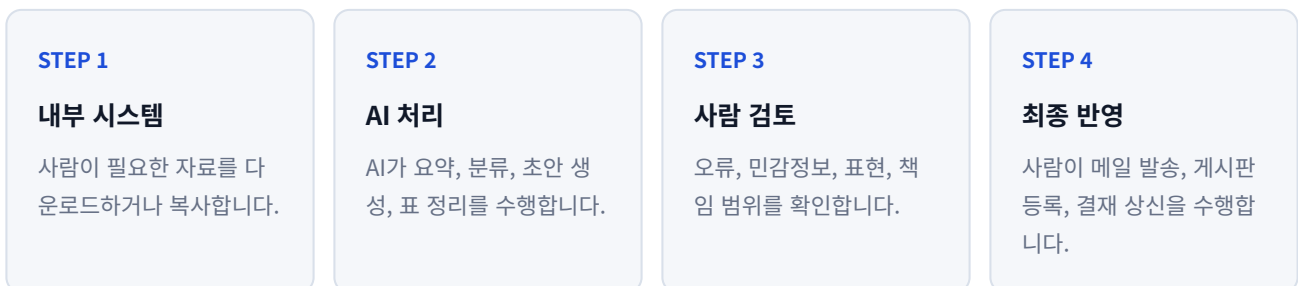 STEP 1
내부 시스템
사람이 필요한 자료를 다
운로드하거나 복사합니다.
STEP 2
AI 처리
AI가 요약, 분류, 초안 생
성, 표 정리를 수행합니다.
STEP 3
사람 검토
오류, 민감정보, 표현, 책
임 범위를 확인합니다.
STEP 4
최종 반영
사람이 메일 발송, 게시판
등록, 결재 상신을 수행합
니다.